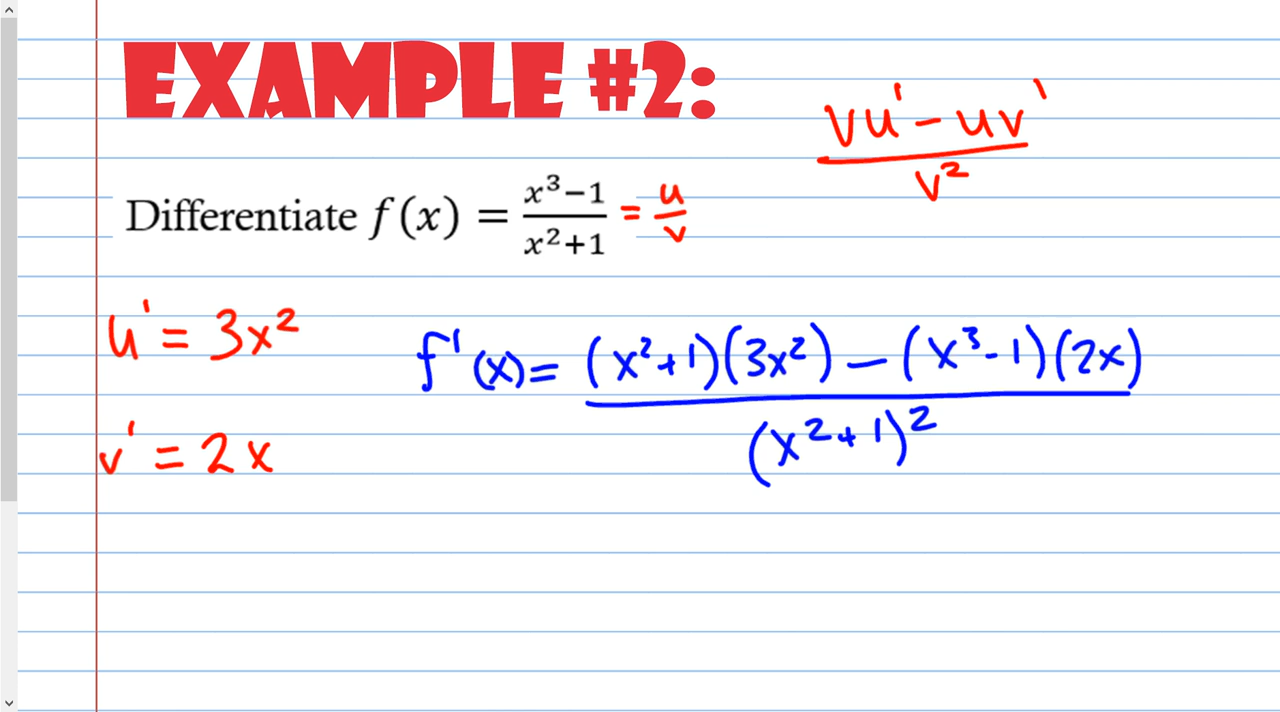 EXAMPLE #2:
vu' - uv'
v²
Differentiate f(x) = x³−1 / x²+1 = u / v
u' = 3x²
f'(x) = (x²+1)(3x²) - (x³-1)(2x)
(x²+1)²
v' = 2x